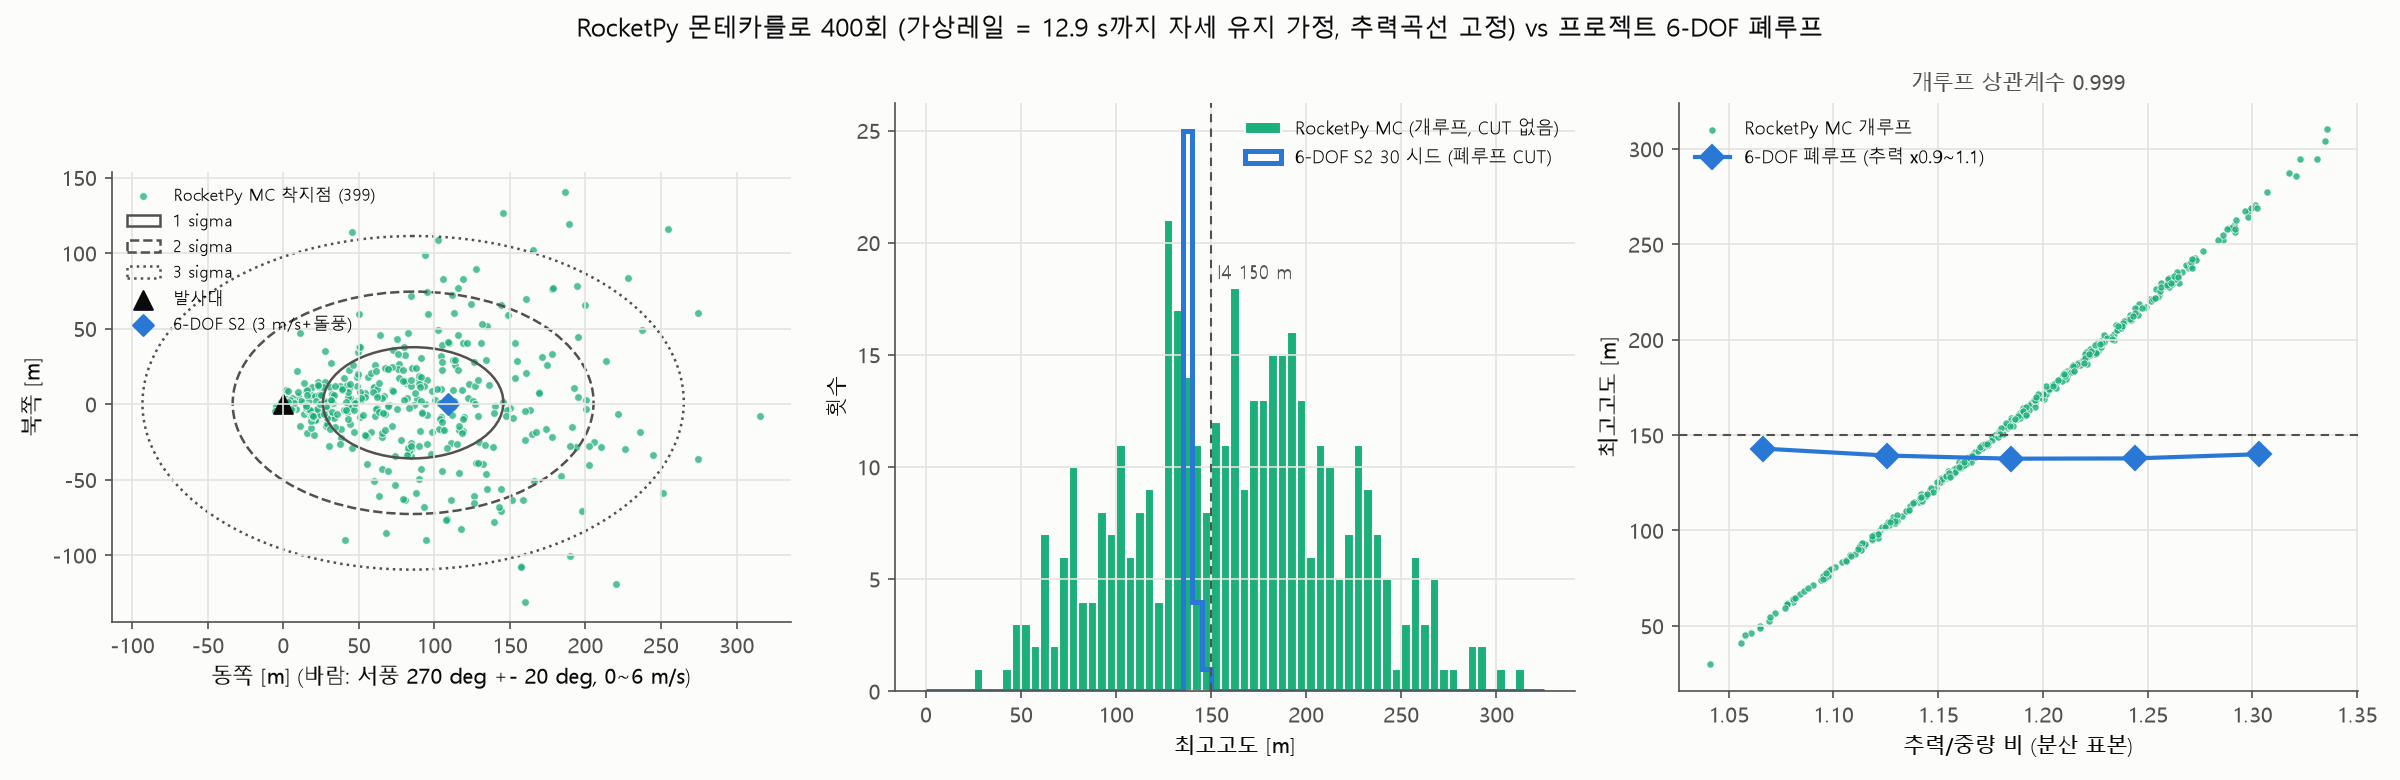 RocketPy 몬테카를로 400회 (가상레일 = 12.9 s까지 자세 유지 가정, 추력곡선 고정) vs 프로젝트 6-DOF 폐루프
150
100
50
0
-50
-100
북쪽 [m]
-100
-50
0
50
100
150
200
250
300
동쪽 [m] (바람: 서풍 270 deg +- 20 deg, 0~6 m/s)
RocketPy MC 착지점 (399)
1 sigma
2 sigma
3 sigma
발사대
6-DOF S2 (3 m/s+돌풍)
25
20
15
10
5
0
횟수
0
50
100
150
200
250
300
최고고도 [m]
RocketPy MC (개루프, CUT 없음)
6-DOF S2 30 시드 (폐루프 CUT)
I4 150 m
개루프 상관계수 0.999
RocketPy MC 개루프
6-DOF 폐루프 (추력 x0.9~1.1)
300
250
200
150
100
50
최고고도 [m]
1.05
1.10
1.15
1.20
1.25
1.30
1.35
추력/중량 비 (분산 표본)